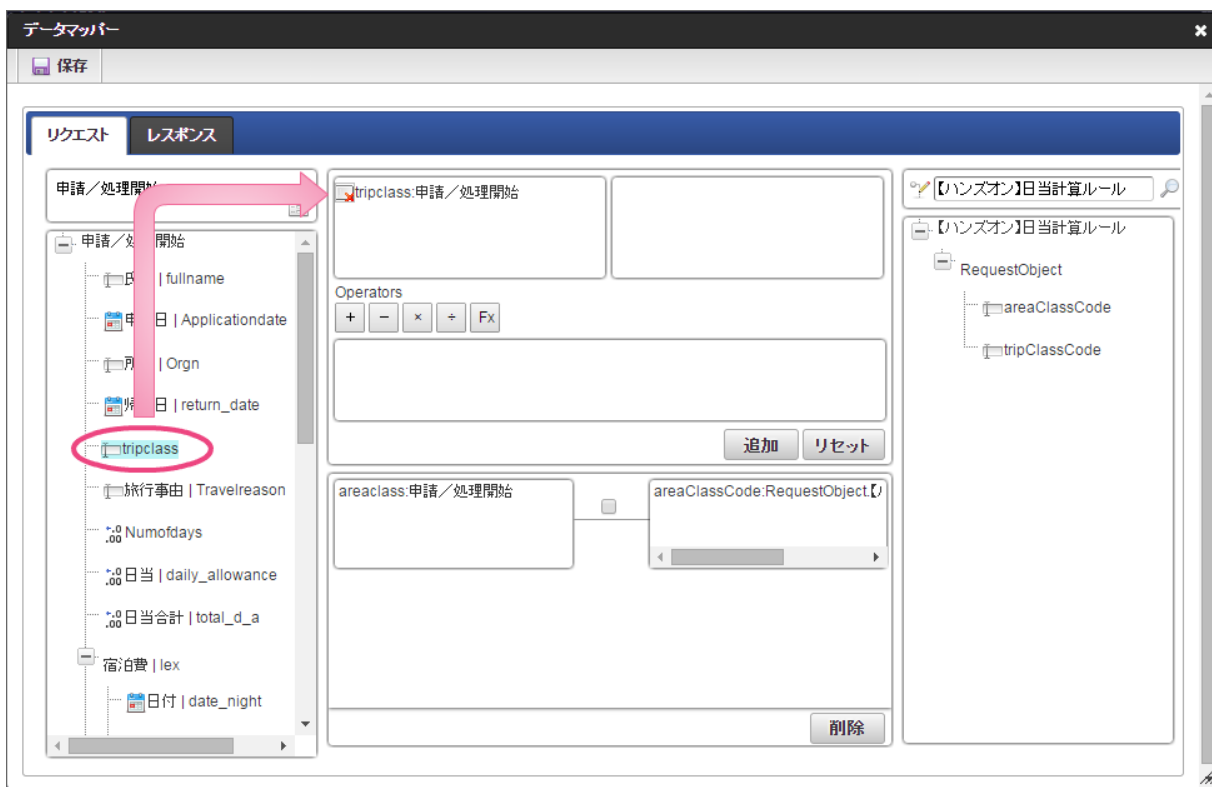 データマッパー
保存
リクエスト
レスポンス
申請／処理開始
申請／処 開始
| fullname
日 | Applicationdate
| Orgn
日 | return_date
tripclass
旅行事由 | Travelreason
Numofdays
日当 | daily_allowance
日当合計 | total_d_a
宿泊費 | lex
日付 | date_night
tripclass:申請／処理開始
Operators
+
−
×
÷
Fx
追加
リセット
areaclass:申請／処理開始
areaClassCode:RequestObject.【ハ
削除
【ハンズオン】日当計算ルール
【ハンズオン】日当計算ルール
RequestObject
areaClassCode
tripClassCode